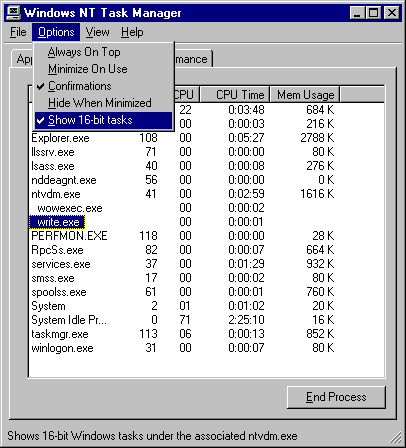 Windows NT Task Manager
File Options View Help
Always On Top
Minimize On Use
Confirmations
Hide When Minimized
Show 16-bit tasks
App mance
CPU CPU Time Mem Usage
22 0:03:48 684 K
00 0:00:03 216 K
Explorer.exe 108 00 0:05:27 2788 K
llssrv.exe 71 00 0:00:00 80 K
lsass.exe 40 00 0:00:08 276 K
nddeagnt.exe 56 00 0:00:00 0 K
ntvdm.exe 41 00 0:02:59 1616 K
wowexec.exe 00 0:00:02
write.exe 00 0:00:01
PERFMON.EXE 118 00 0:00:00 28 K
RpcSs.exe 82 00 0:00:07 664 K
services.exe 37 00 0:01:29 932 K
smss.exe 17 00 0:00:02 80 K
spoolss.exe 61 00 0:00:01 760 K
System 2 00 0:01:02 20 K
System Idle Pr... 0 71 2:25:10 16 K
taskmgr.exe 113 06 0:00:13 852 K
winlogon.exe 31 00 0:00:07 80 K
End Process
Shows 16-bit Windows tasks under the associated ntvdm.exe